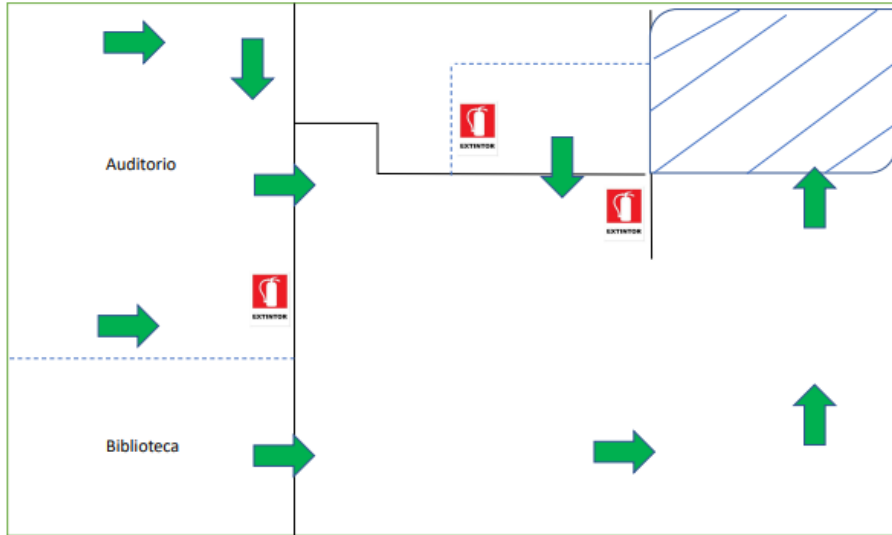 EXTINTOR
Auditorio
EXTINTOR
EXTINTOR
Biblioteca